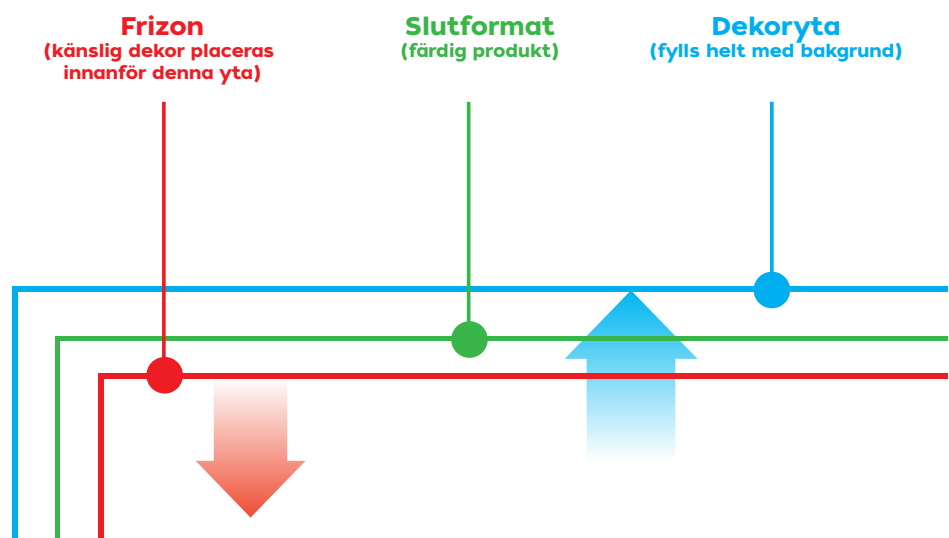 Frizon
(känslig dekor placeras
innanför denna yta)
Slutformat
(färdig produkt)
Dekoryta
(fylls helt med bakgrund)